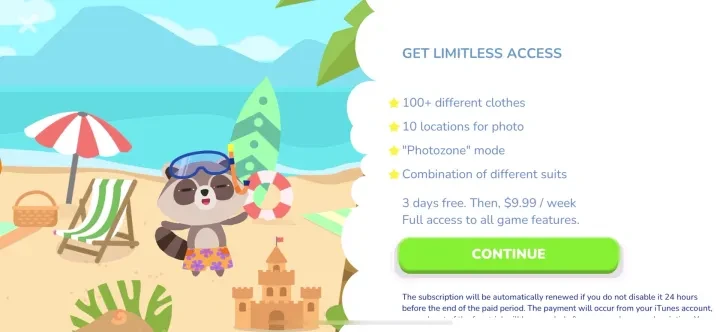 GET LIMITLESS ACCESS
100+ different clothes
10 locations for photo
"Photozone" mode
Combination of different suits
3 days free. Then, $9.99 / week
Full access to all game features.
CONTINUE
The subscription will be automatically renewed if you do not disable it 24 hours
before the end of the paid period. The payment will occur from your iTunes account,